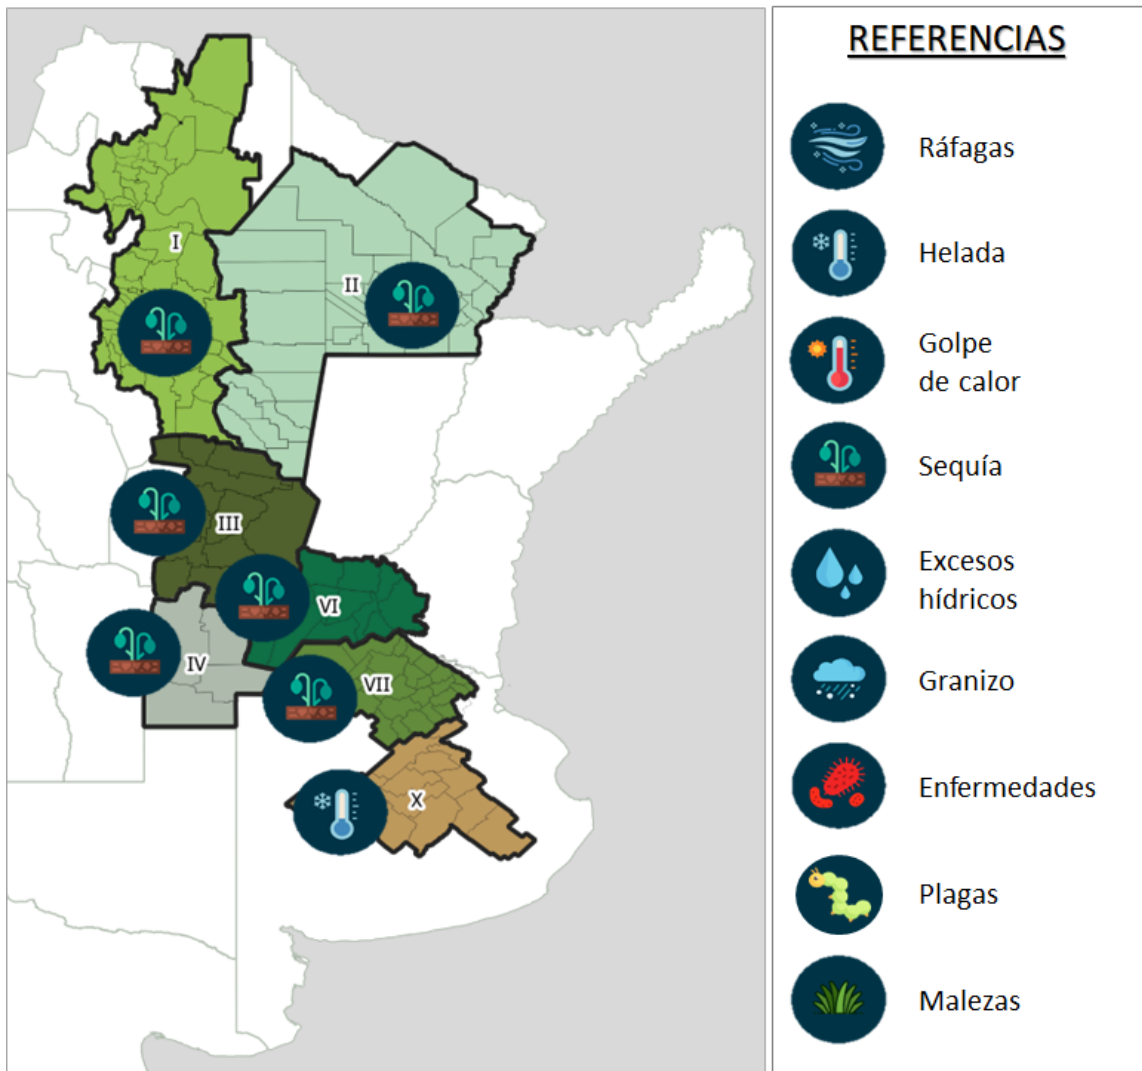 REFERENCIAS
Ráfagas
Helada
Golpe
de calor
Sequía
Excesos
hídricos
Granizo
Enfermedades
Plagas
Malezas
I
II
III
VI
IV
VII
X